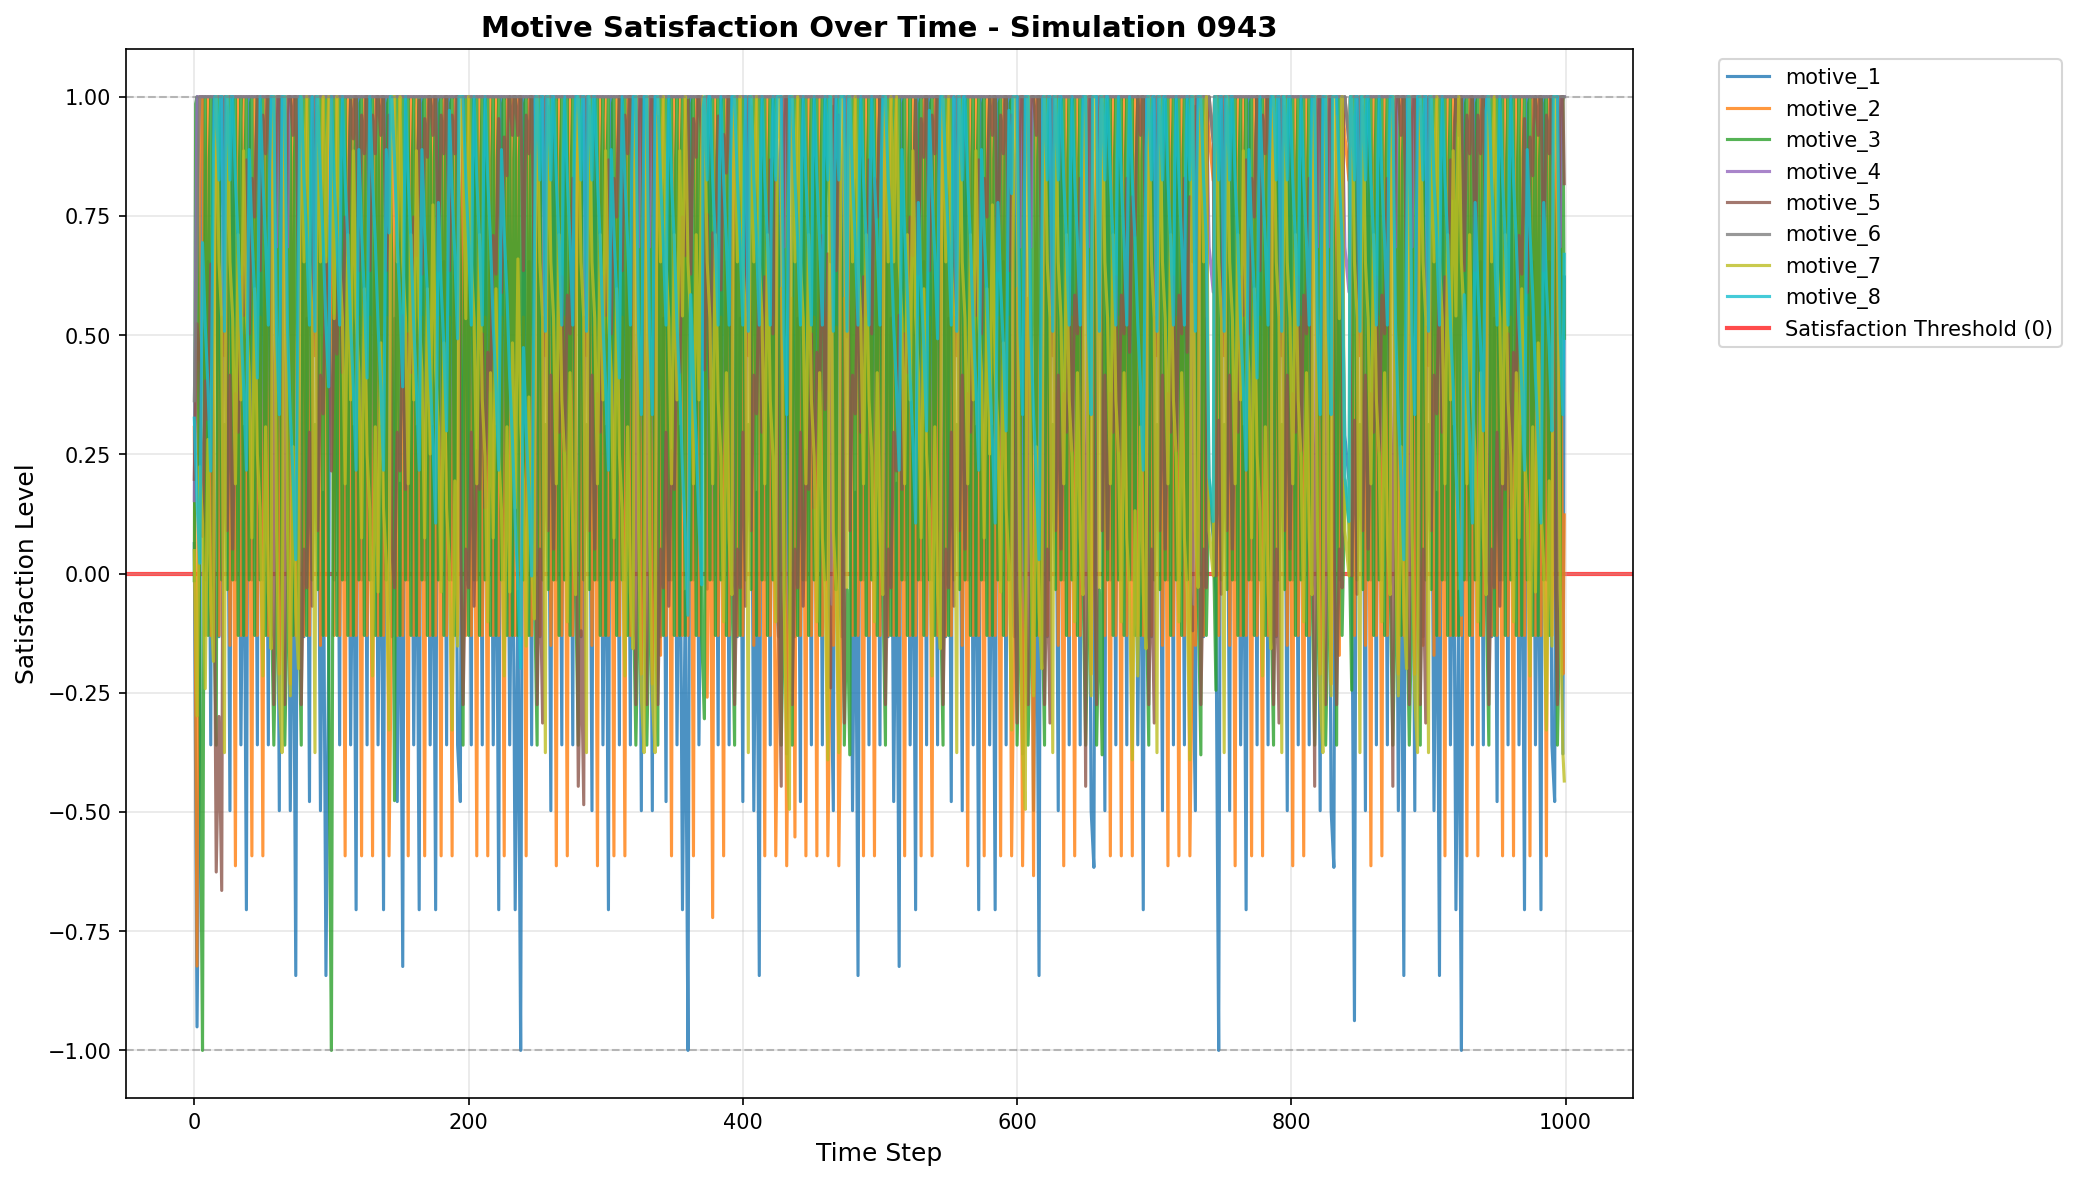 Motive Satisfaction Over Time - Simulation 0943
Satisfaction Level
1.00
0.75
0.50
0.25
0.00
−0.25
−0.50
−0.75
−1.00
0
200
400
600
800
1000
Time Step
motive_1
motive_2
motive_3
motive_4
motive_5
motive_6
motive_7
motive_8
Satisfaction Threshold (0)